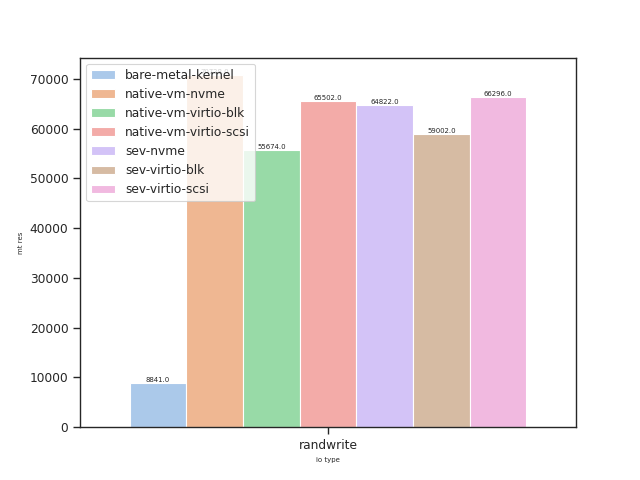 bare-metal-kernel
native-vm-nvme
native-vm-virtio-blk
native-vm-virtio-scsi
sev-nvme
sev-virtio-blk
sev-virtio-scsi
70000
60000
50000
40000
30000
20000
10000
0
8841.0
55674.0
65502.0
64822.0
59002.0
66296.0
mt res
randwrite
io type